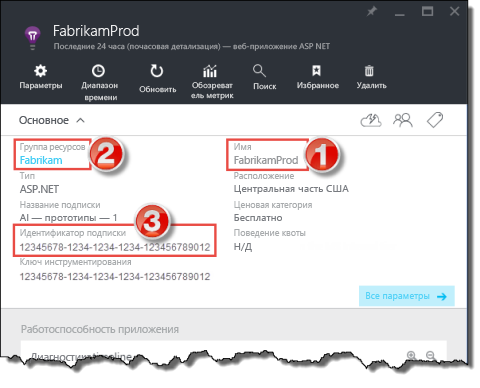 FabrikamProd
Последние 24 часа (почасовая детализация) — веб-приложение ASP NET
Параметры
Диапазон
времени
Обновить
Обозреват
ель метрик
Поиск
Избранное
Удалить
Основное
Группа ресурсов
Fabrikam
2
Имя
FabrikamProd
1
Тип
ASP.NET
Расположение
Центральная часть США
Название подписки
AI — прототипы — 1
3
Ценовая категория
Бесплатно
Идентификатор подписки
12345678-1234-1234-1234-123456789012
Поведение квоты
Н/Д
Ключ инструментирования
12345678-1234-1234-1234-123456789012
Все параметры
Работоспособность приложения